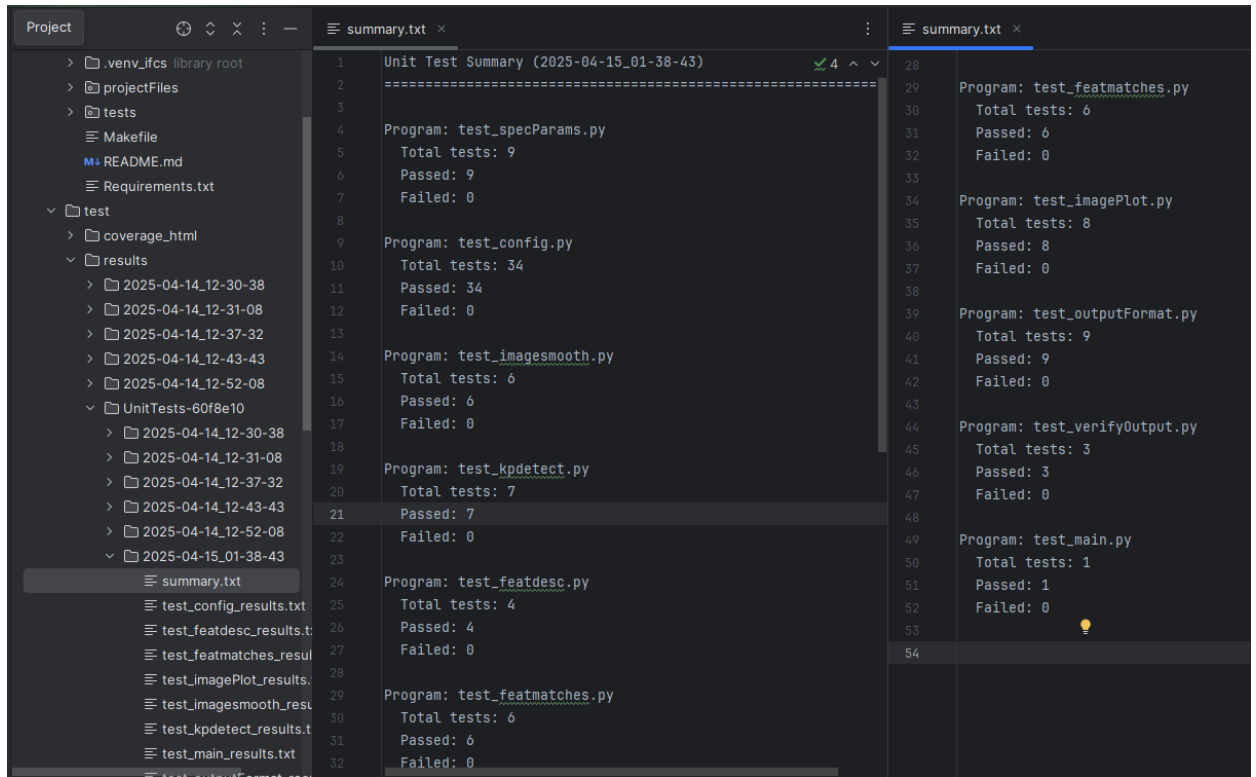 Project
.venv_ifcs library root
projectFiles
tests
Makefile
M↓ README.md
Requirements.txt
test
coverage_html
results
2025-04-14_12-30-38
2025-04-14_12-31-08
2025-04-14_12-37-32
2025-04-14_12-43-43
2025-04-14_12-52-08
UnitTests-60f8e10
2025-04-14_12-30-38
2025-04-14_12-31-08
2025-04-14_12-37-32
2025-04-14_12-43-43
2025-04-14_12-52-08
2025-04-15_01-38-43
summary.txt
test_config_results.txt
test_featdesc_results.t
test_featmatches_resul
test_imagePlot_results.
test_imagesmooth_resu
test_kpdetect_results.t
test_main_results.txt
summary.txt
4
1 Unit Test Summary (2025-04-15_01-38-43)
2 ============================================================
3
4 Program: test_specParams.py
5 Total tests: 9
6 Passed: 9
7 Failed: 0
8
9 Program: test_config.py
10 Total tests: 34
11 Passed: 34
12 Failed: 0
13
14 Program: test_imagesmooth.py
15 Total tests: 6
16 Passed: 6
17 Failed: 0
18
19 Program: test_kpdetect.py
20 Total tests: 7
21 Passed: 7
22 Failed: 0
23
24 Program: test_featdesc.py
25 Total tests: 4
26 Passed: 4
27 Failed: 0
28
29 Program: test_featmatches.py
30 Total tests: 6
31 Passed: 6
32 Failed: 0
summary.txt
28
29 Program: test_featmatches.py
30 Total tests: 6
31 Passed: 6
32 Failed: 0
33
34 Program: test_imagePlot.py
35 Total tests: 8
36 Passed: 8
37 Failed: 0
38
39 Program: test_outputFormat.py
40 Total tests: 9
41 Passed: 9
42 Failed: 0
43
44 Program: test_verifyOutput.py
45 Total tests: 3
46 Passed: 3
47 Failed: 0
48
49 Program: test_main.py
50 Total tests: 1
51 Passed: 1
52 Failed: 0
53
54